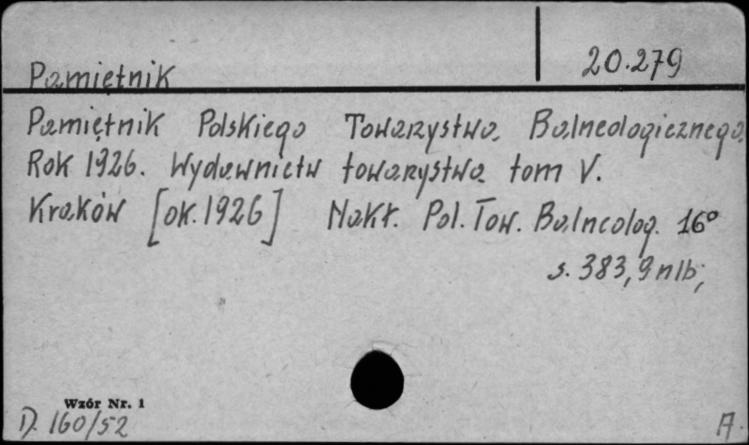 20.279
Pamiętnik
Pamiętnik Polskiego Towarzystwa Balneologicznego.
Rok 1926. Wydawnictw towarzystwa tom V.
Kraków [ok. 1926] Nakł. Pol. Tow. Balneolog. 16°
s. 383, 9 nlb;
Wzór Nr. 1
D. 160/52
A.